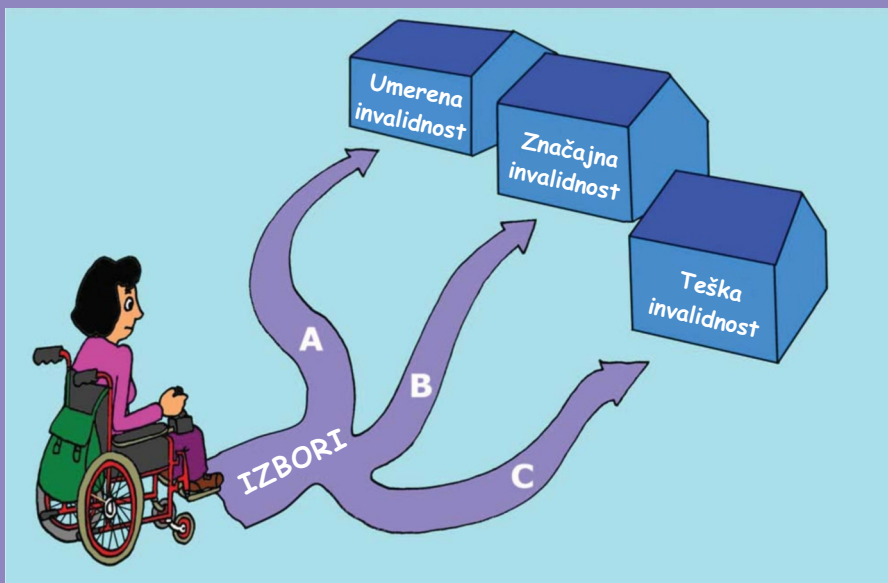 Umerena
invalidnost
Značajna
invalidnost
Teška
invalidnost
A
B
IZBORI
C